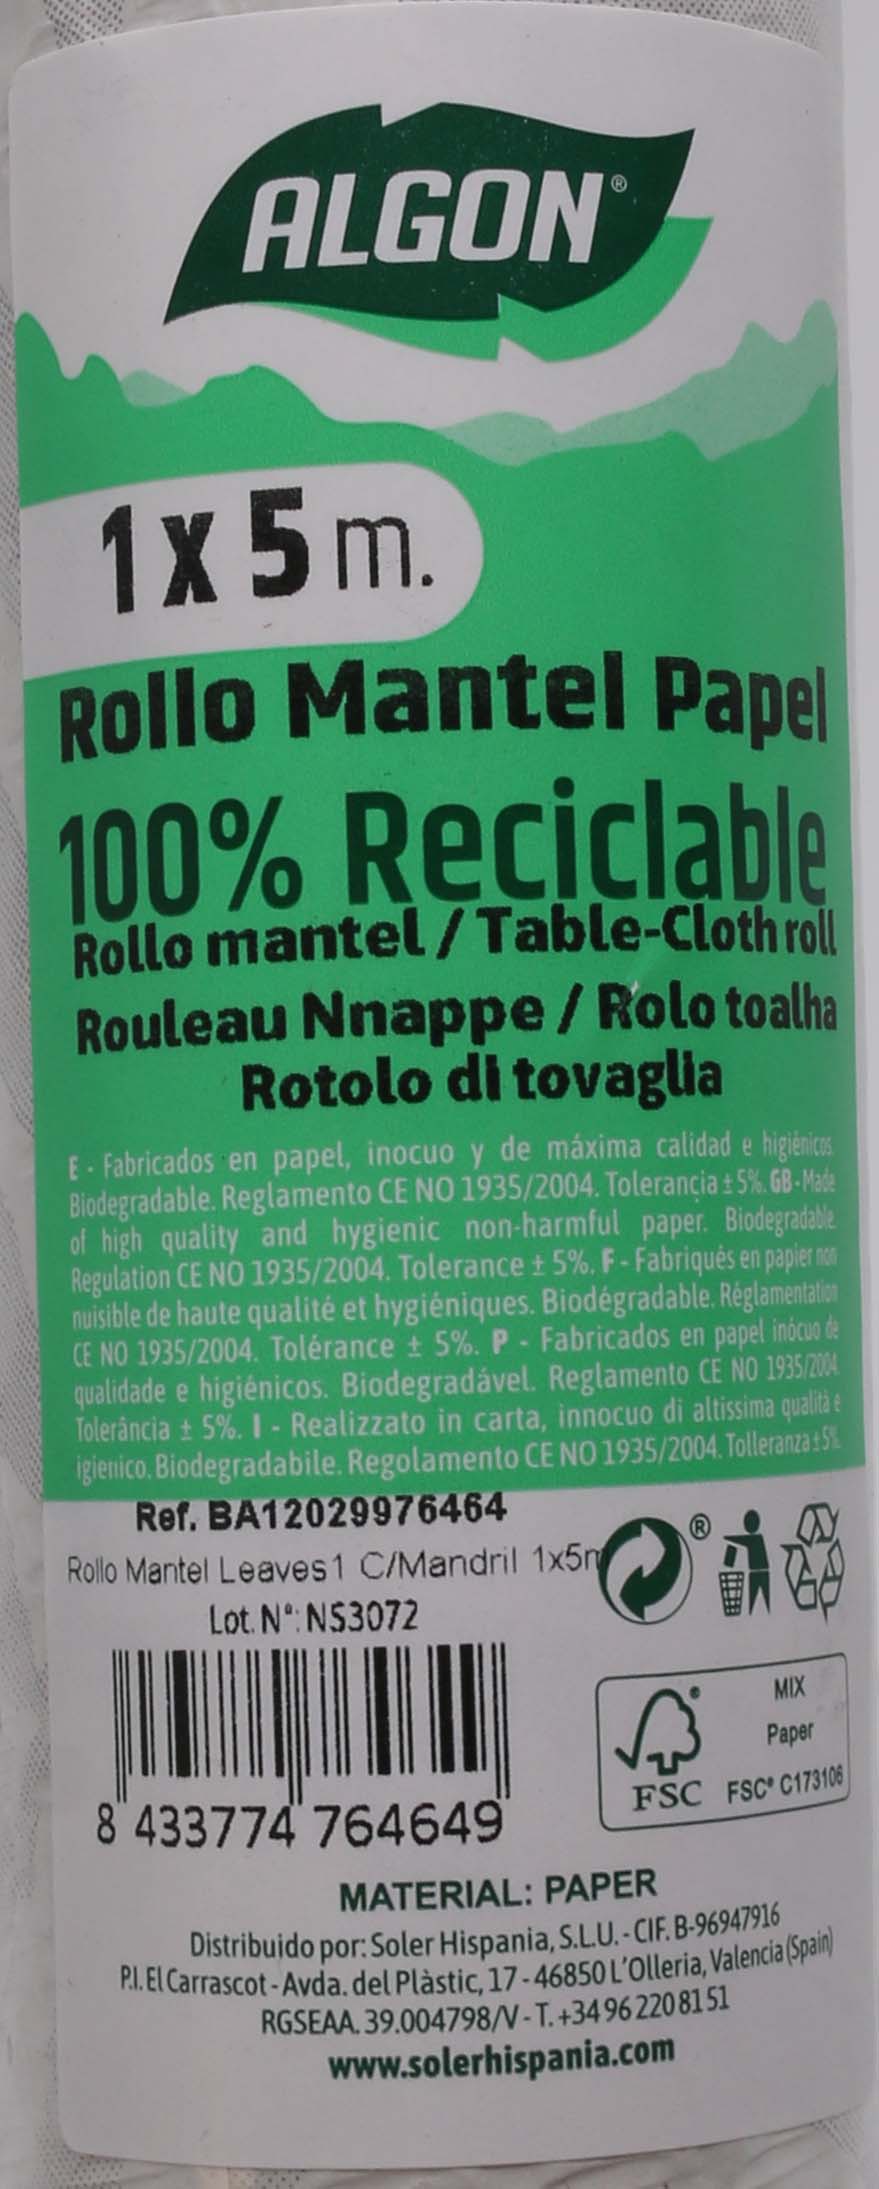 ALGON®
1 x 5 m.
Rollo Mantel Papel
100% Reciclable
Rollo mantel / Table-Cloth roll
Rouleau Nnappe / Rolo toalha
Rotolo di tovaglia
E - Fabricados en papel, inocuo y de máxima calidad e higiénicos.
Biodegradable. Reglamento CE NO 1935/2004. Tolerancia ± 5%. GB - Made
of high quality and hygienic non-harmful paper. Biodegradable.
Regulation CE NO 1935/2004. Tolerance ± 5%. F - Fabriqués en papier non
nuisible de haute qualité et hygiéniques. Biodégradable. Réglamentation
CE NO 1935/2004. Tolérance ± 5%. P - Fabricados en papel inócuo de
qualidade e higiénicos. Biodegradável. Reglamento CE NO 1935/2004.
Tolerância ± 5%. I - Realizzato in carta, innocuo di altissima qualità e
igienico. Biodegradabile. Regolamento CE NO 1935/2004. Tolleranza ± 5%.
Ref. BA12029976464
Rollo Mantel Leaves1 C/Mandril 1x5m
®
Lot. Nº: NS3072
8 433774 764649
MIX
Paper
FSC FSC® C173106
MATERIAL: PAPER
Distribuido por: Soler Hispania, S.L.U. - CIF. B-96947916
P.I. El Carrascot - Avda. del Plàstic, 17 - 46850 L'Olleria, Valencia (Spain)
RGSEAA. 39.004798/V - T. +34 96 220 81 51
www.solerhispania.com